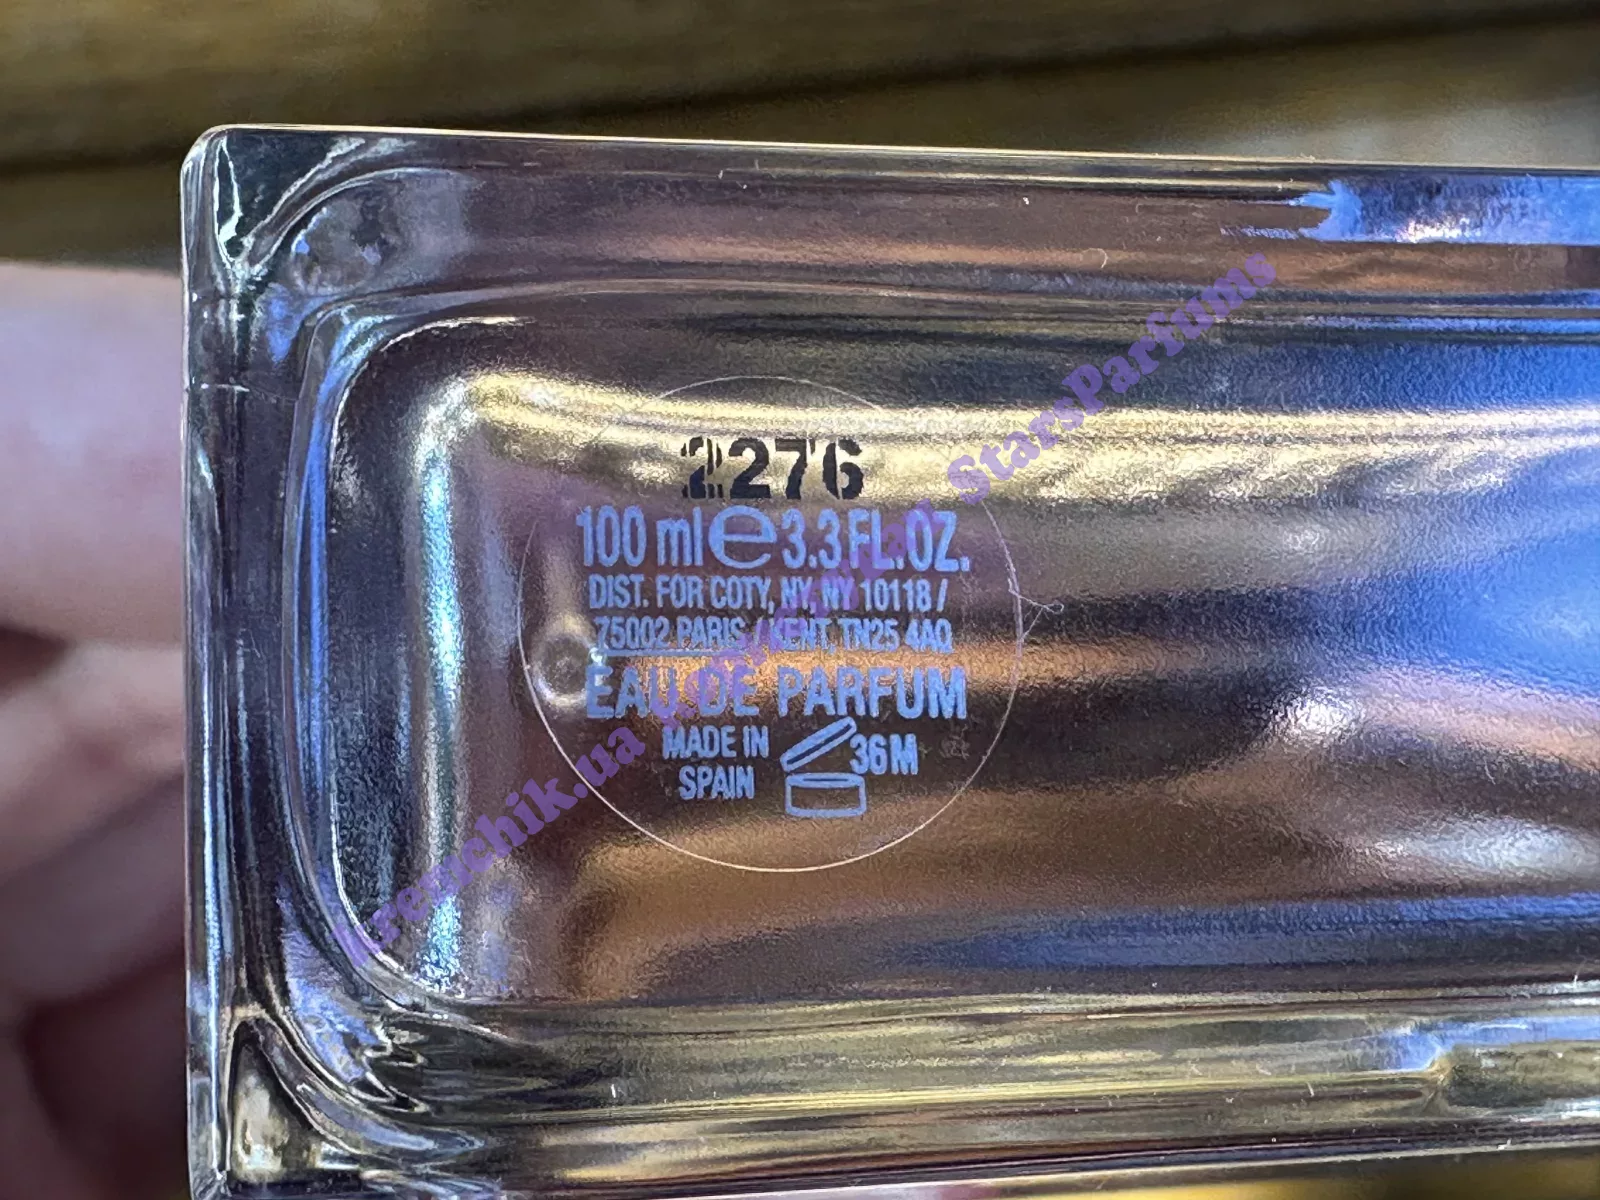 2276
100 ml e 3.3 FL.OZ.
DIST. FOR COTY, NY, NY 10118 /
75002 PARIS / KENT, TN25 4AQ
EAU DE PARFUM
MADE IN
SPAIN
36M
StarsParfums